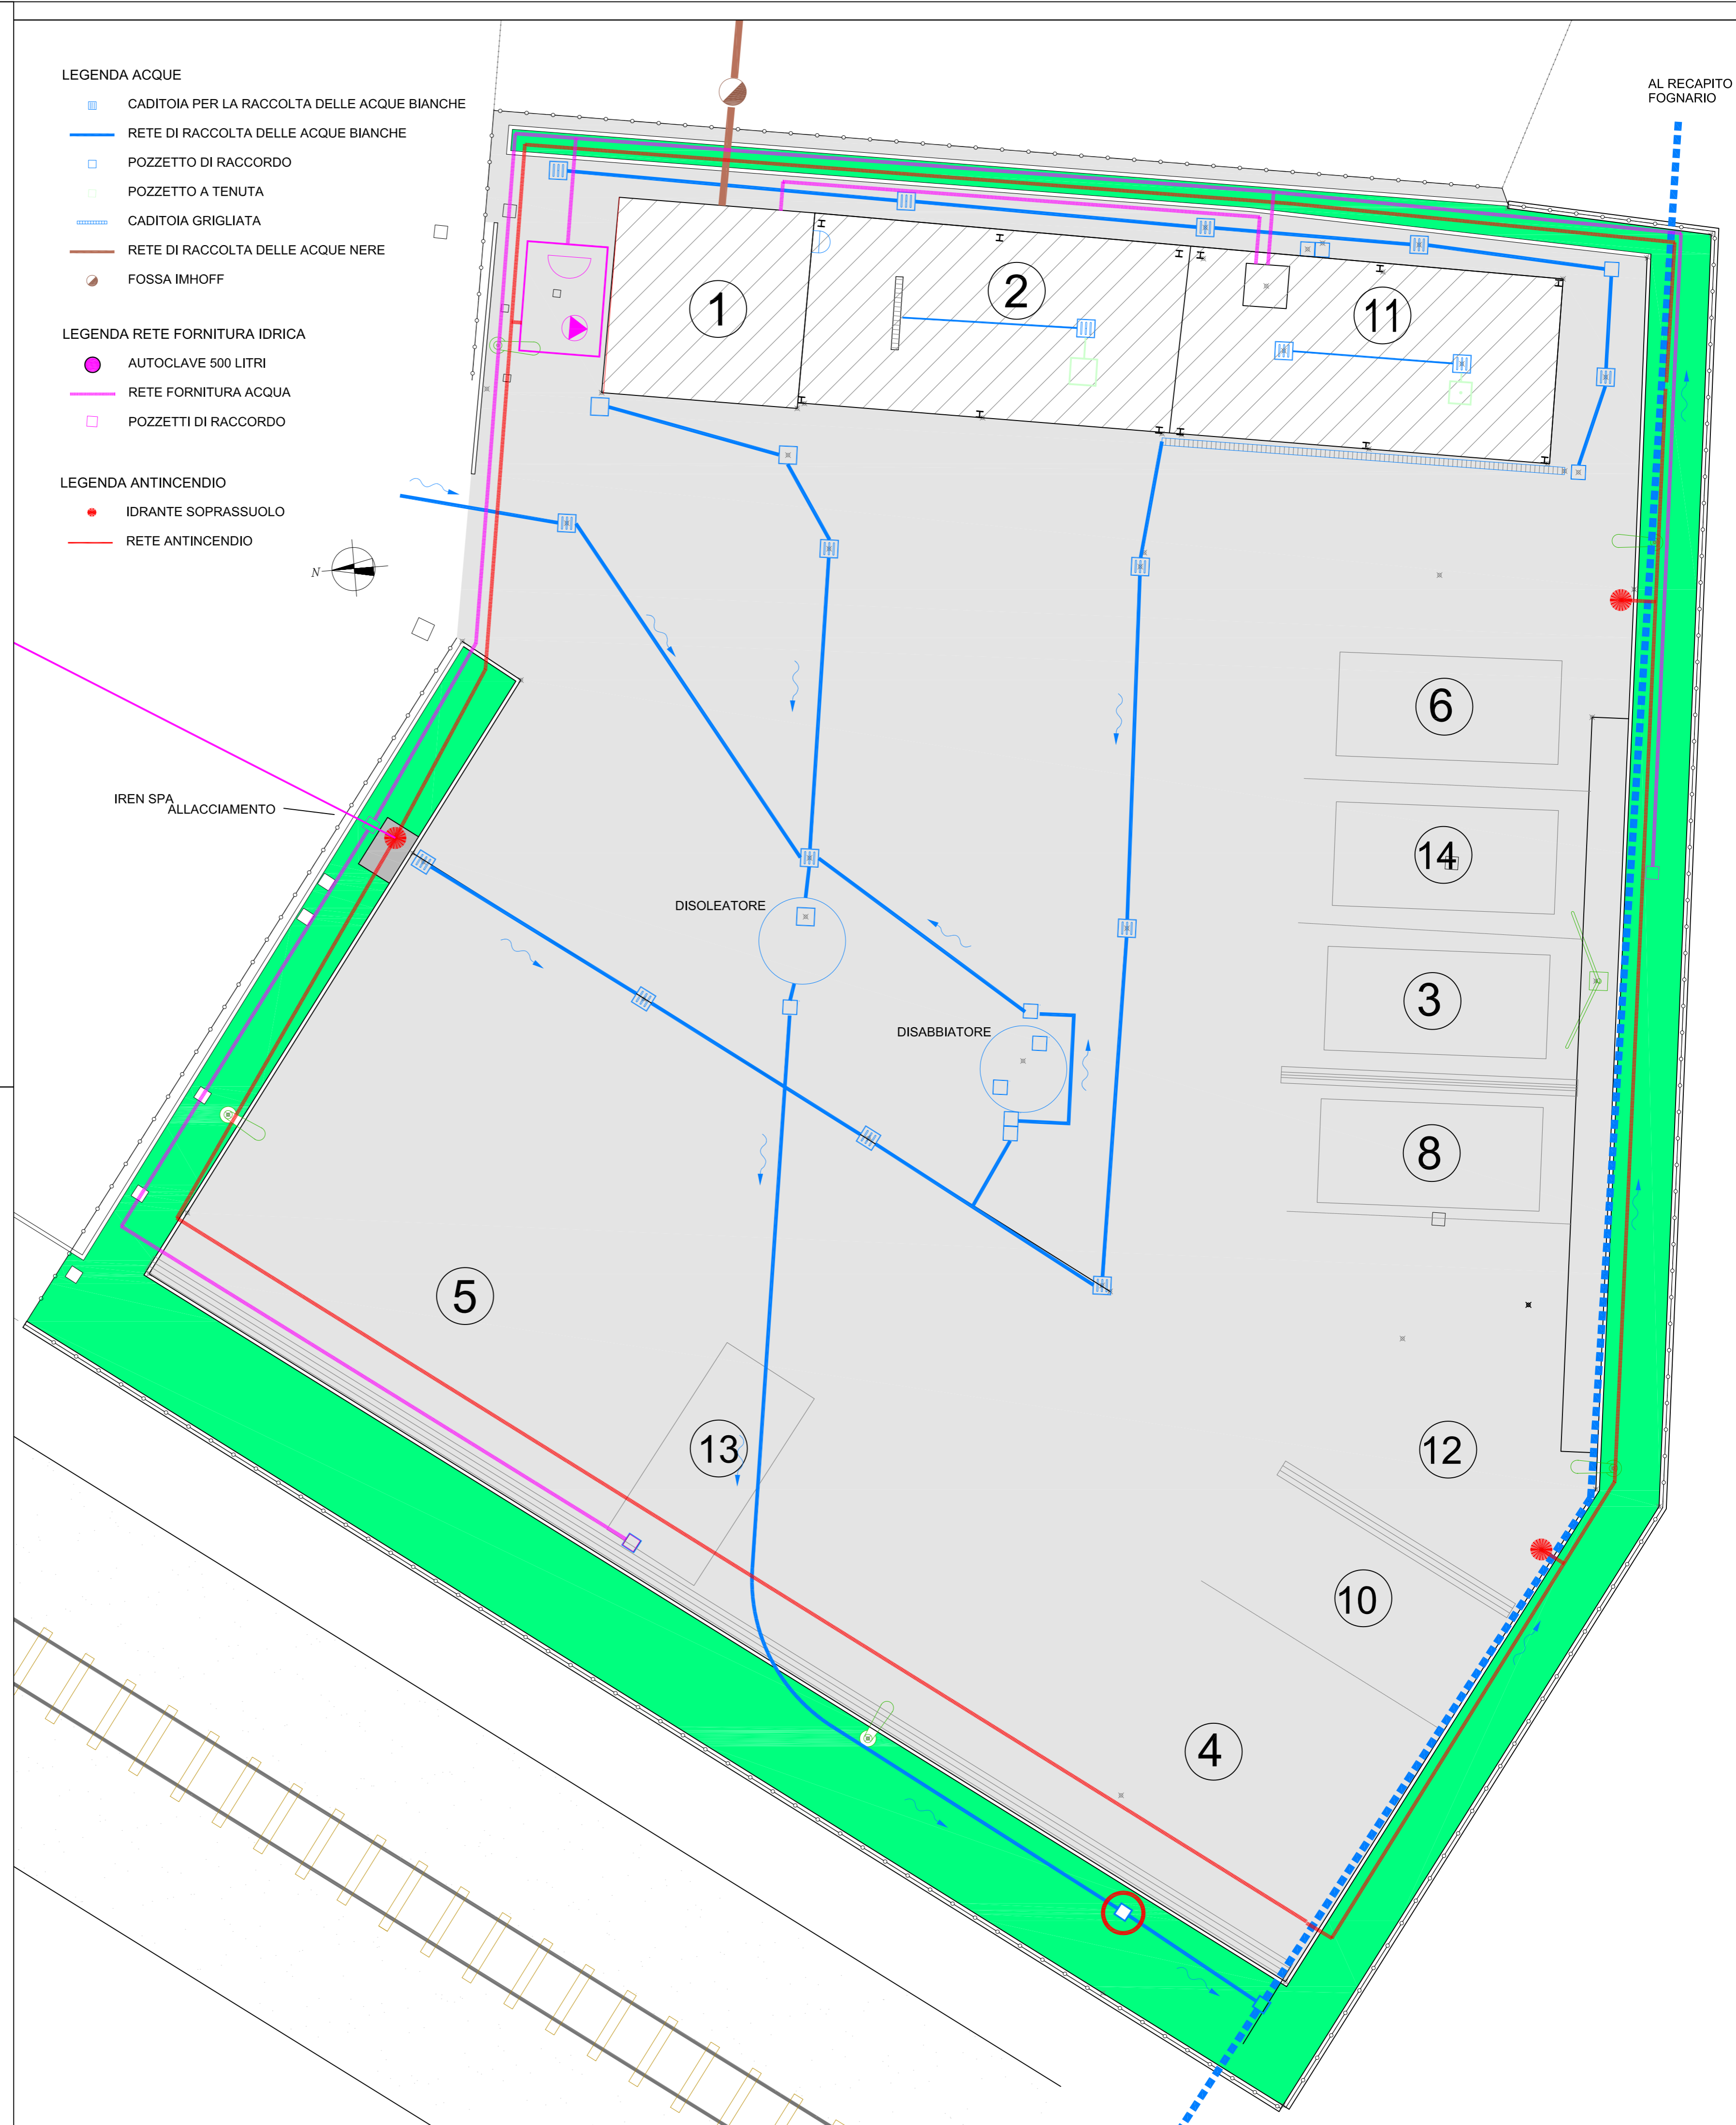 LEGENDA ACQUE
CADITOIA PER LA RACCOLTA DELLE ACQUE BIANCHE
RETE DI RACCOLTA DELLE ACQUE BIANCHE
POZZETTO DI RACCORDO
POZZETTO A TENUTA
CADITOIA GRIGLIATA
RETE DI RACCOLTA DELLE ACQUE NERE
FOSSA IMHOFF
LEGENDA RETE FORNITURA IDRICA
AUTOCLAVE 500 LITRI
RETE FORNITURA ACQUA
POZZETTI DI RACCORDO
LEGENDA ANTINCENDIO
IDRANTE SOPRASSUOLO
RETE ANTINCENDIO
N
AL RECAPITO
FOGNARIO
1
2
11
6
IREN SPA
ALLACCIAMENTO
14
DISOLEATORE
3
DISABBIATORE
8
5
13
12
10
4